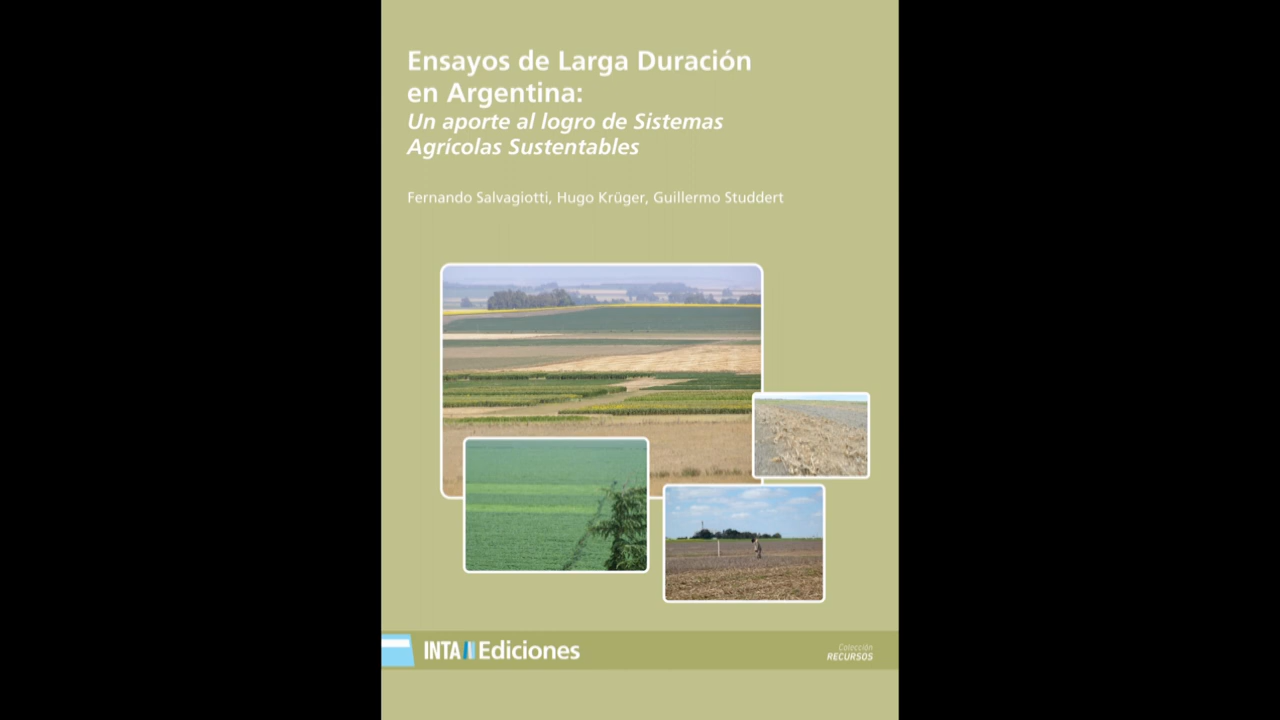 Ensayos de Larga Duración
en Argentina:
Un aporte al logro de Sistemas
Agrícolas Sustentables
Fernando Salvagiotti, Hugo Krüger, Guillermo Studdert
INTA Ediciones
Colección
RECURSOS